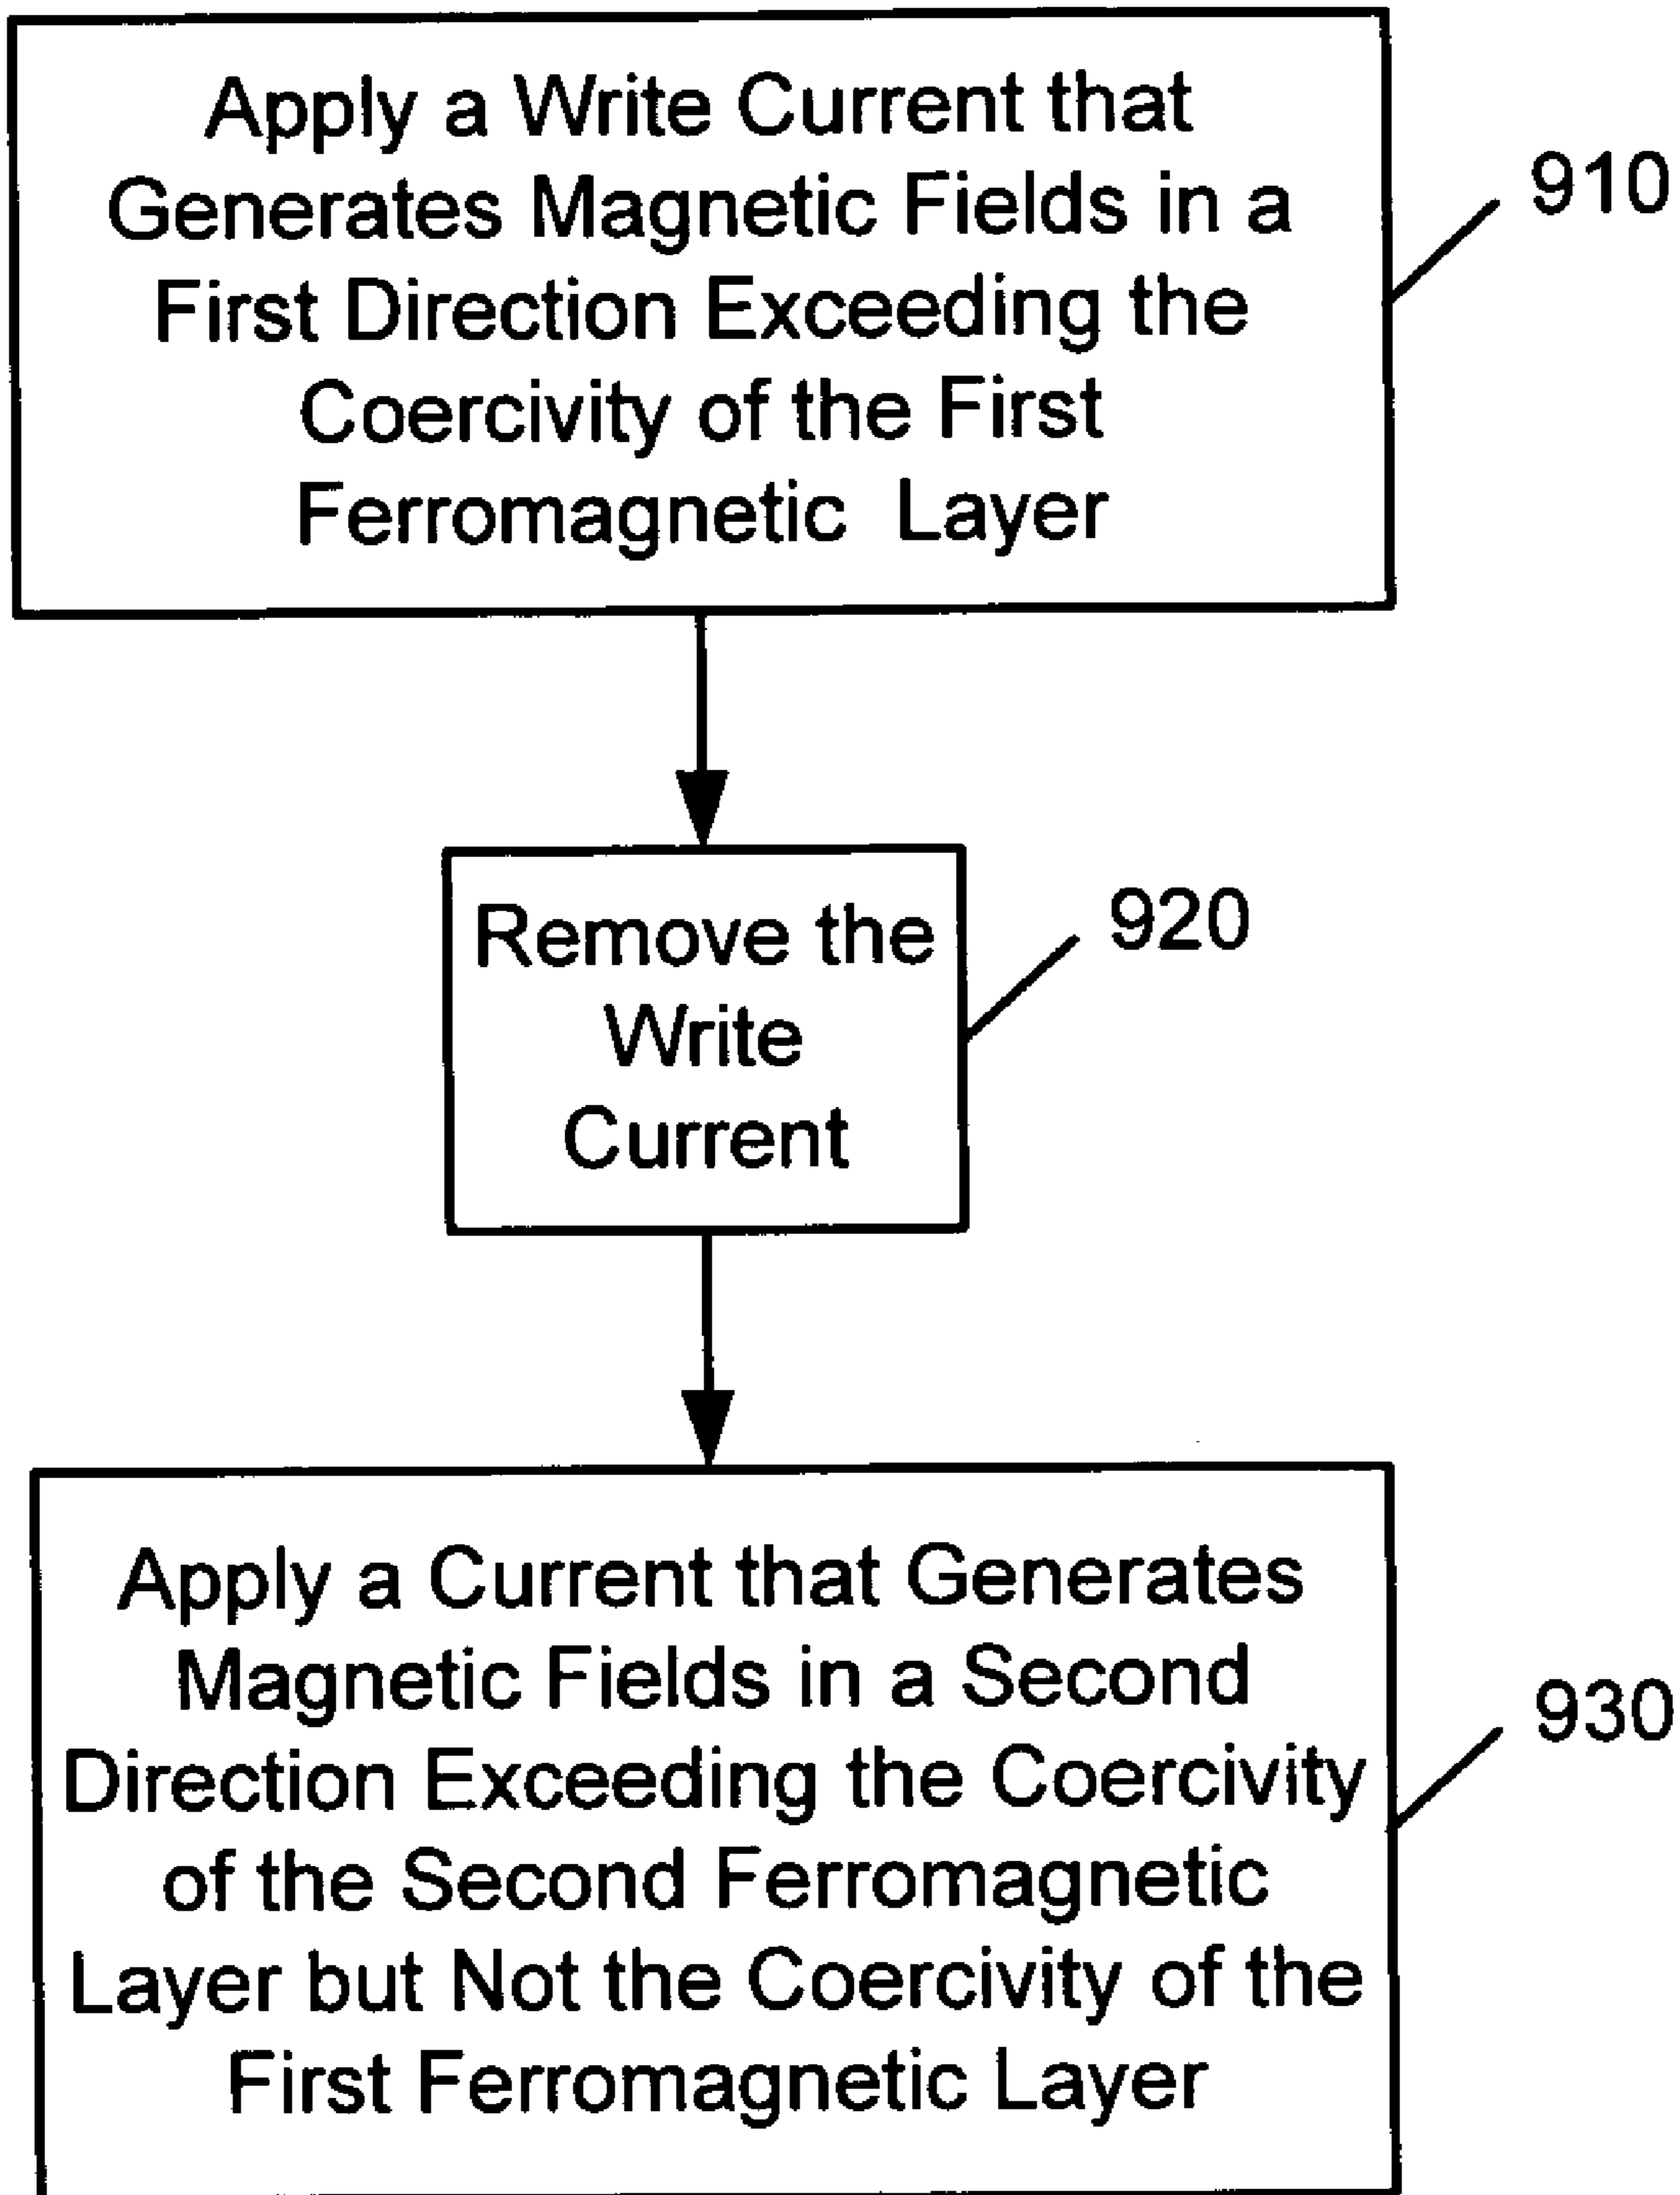 Apply a Write Current that
Generates Magnetic Fields in a
First Direction Exceeding the
Coercivity of the First
Ferromagnetic Layer
910
Remove the
Write
Current
920
Apply a Current that Generates
Magnetic Fields in a Second
Direction Exceeding the Coercivity
of the Second Ferromagnetic
Layer but Not the Coercivity of the
First Ferromagnetic Layer
930